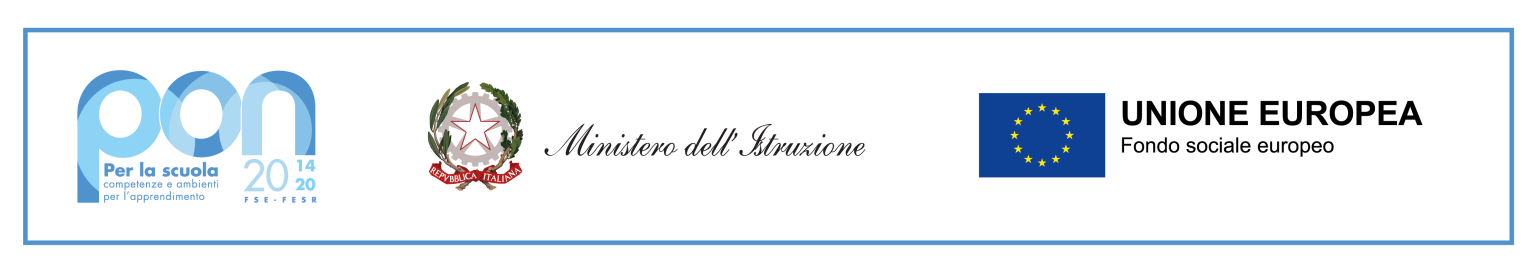 pon
Per la scuola
competenze e ambienti
per l'apprendimento
20 14
20
FSE-FESR
REPVBBLICA ITALIANA
Ministero dell'Istruzione
UNIONE EUROPEA
Fondo sociale europeo